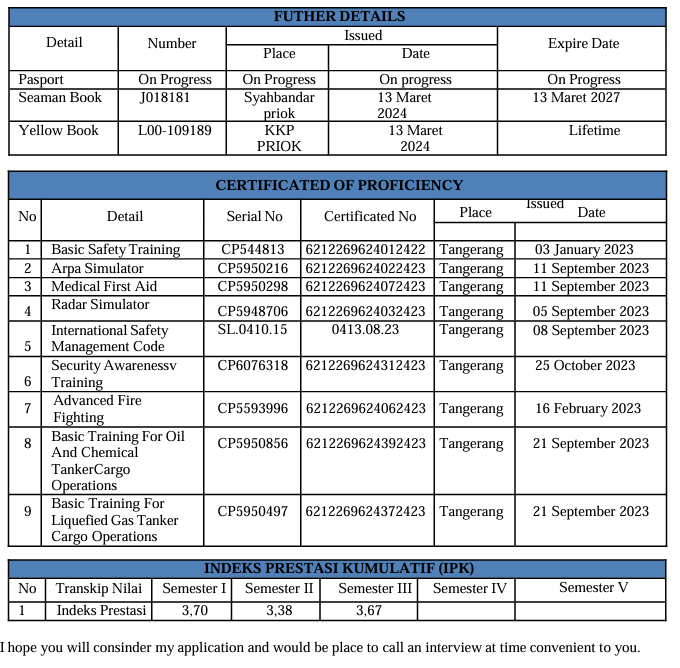 FUTHER DETAILS
Detail Number Issued Expire Date
Place Date
Pasport On Progress On Progress On progress On Progress
Seaman Book J018181 Syahbandar 13 Maret 13 Maret 2027
priok 2024
Yellow Book L00-109189 KKP 13 Maret Lifetime
PRIOK 2024
CERTIFICATED OF PROFICIENCY
No Detail Serial No Certificated No Issued
Place Date
1 Basic Safety Training CP544813 6212269624012422 Tangerang 03 January 2023
2 Arpa Simulator CP5950216 6212269624022423 Tangerang 11 September 2023
3 Medical First Aid CP5950298 6212269624072423 Tangerang 11 September 2023
4 Radar Simulator CP5948706 6212269624032423 Tangerang 05 September 2023
International Safety SL.0410.15 0413.08.23 Tangerang 08 September 2023
5 Management Code
Security Awarenessv CP6076318 6212269624312423 Tangerang 25 October 2023
6 Training
7 Advanced Fire CP5593996 6212269624062423 Tangerang 16 February 2023
Fighting
8 Basic Training For Oil CP5950856 6212269624392423 Tangerang 21 September 2023
And Chemical
TankerCargo
Operations
9 Basic Training For CP5950497 6212269624372423 Tangerang 21 September 2023
Liquefied Gas Tanker
Cargo Operations
INDEKS PRESTASI KUMULATIF (IPK)
No Transkip Nilai Semester I Semester II Semester III Semester IV Semester V
1 Indeks Prestasi 3,70 3,38 3,67
I hope you will consinder my application and would be place to call an interview at time convenient to you.